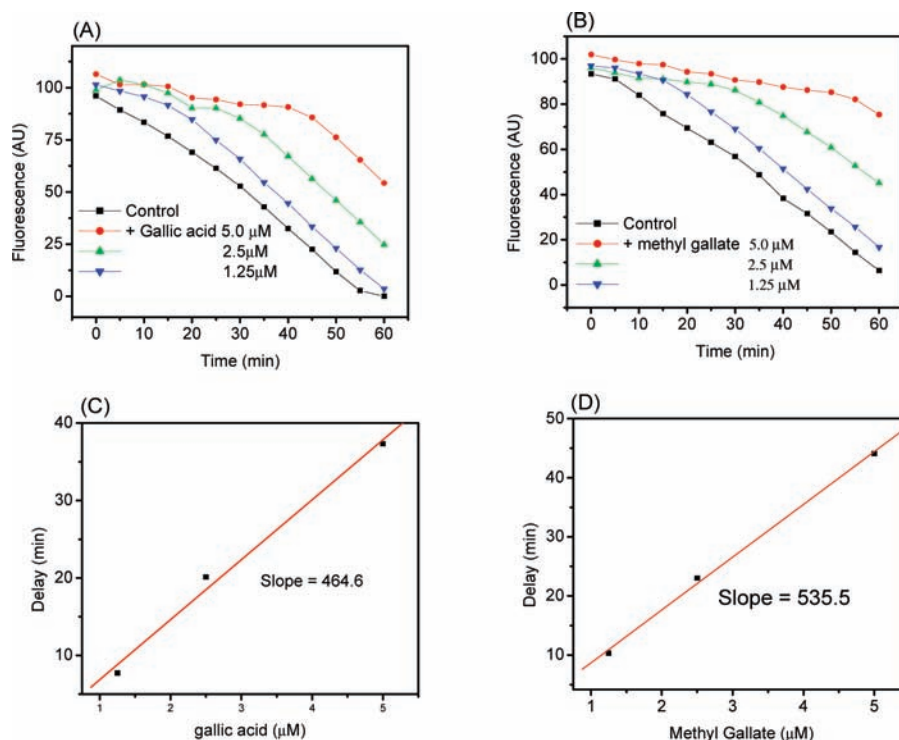 (A)
100
75
50
25
0
Fluorescence (AU)
Control
+ Gallic acid 5.0 μM
2.5μM
1.25μM
0 10 20 30 40 50 60
Time (min)
(B)
100
80
60
40
20
0
Fluorescence (AU)
Control
+ methyl gallate 5.0 μM
2.5 μM
1.25 μM
0 10 20 30 40 50 60
Time (min)
(C)
40
30
20
10
Delay (min)
Slope = 464.6
1 2 3 4 5
gallic acid (μM)
(D)
50
40
30
20
10
Delay (min)
Slope = 535.5
1 2 3 4 5
Methyl Gallate (μM)